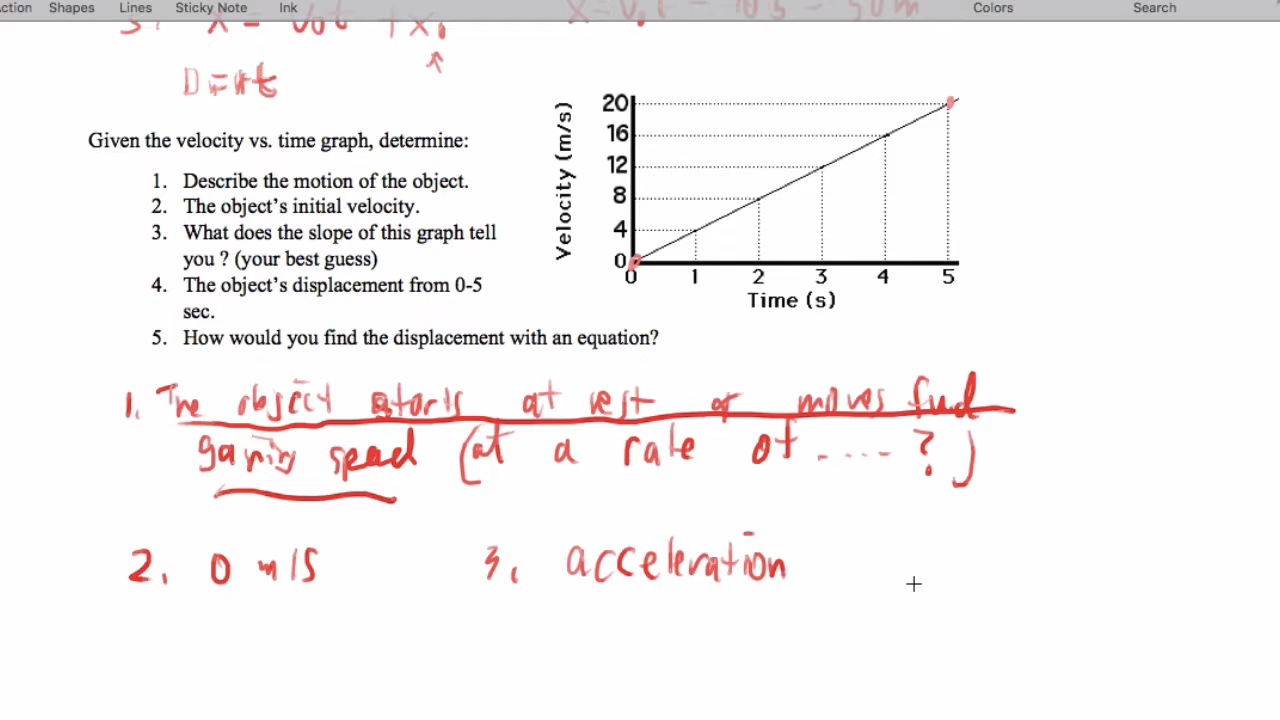 ction Shapes Lines Sticky Note Ink Colors Search
3. x = v₀t + x₀
D = rt
Given the velocity vs. time graph, determine:
1. Describe the motion of the object.
2. The object's initial velocity.
3. What does the slope of this graph tell
you ? (your best guess)
4. The object's displacement from 0-5
sec.
5. How would you find the displacement with an equation?
Velocity (m/s)
20
16
12
8
4
0
0 1 2 3 4 5
Time (s)
1. The object starts at rest moves fwd
gaining speed (at a rate of ..... ?)
2. 0 m/s 3. acceleration